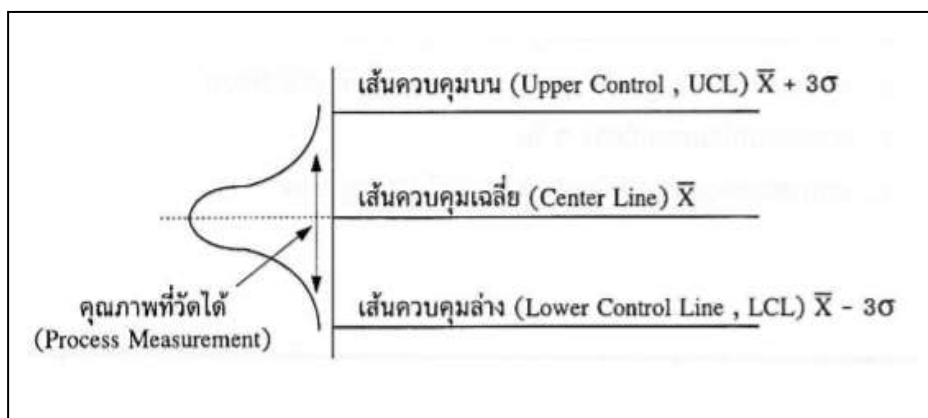 เส้นควบคุมบน (Upper Control , UCL) X̅ + 3σ
เส้นควบคุมเฉลี่ย (Center Line) X̅
คุณภาพที่วัดได้
(Process Measurement)
เส้นควบคุมล่าง (Lower Control Line , LCL) X̅ - 3σ